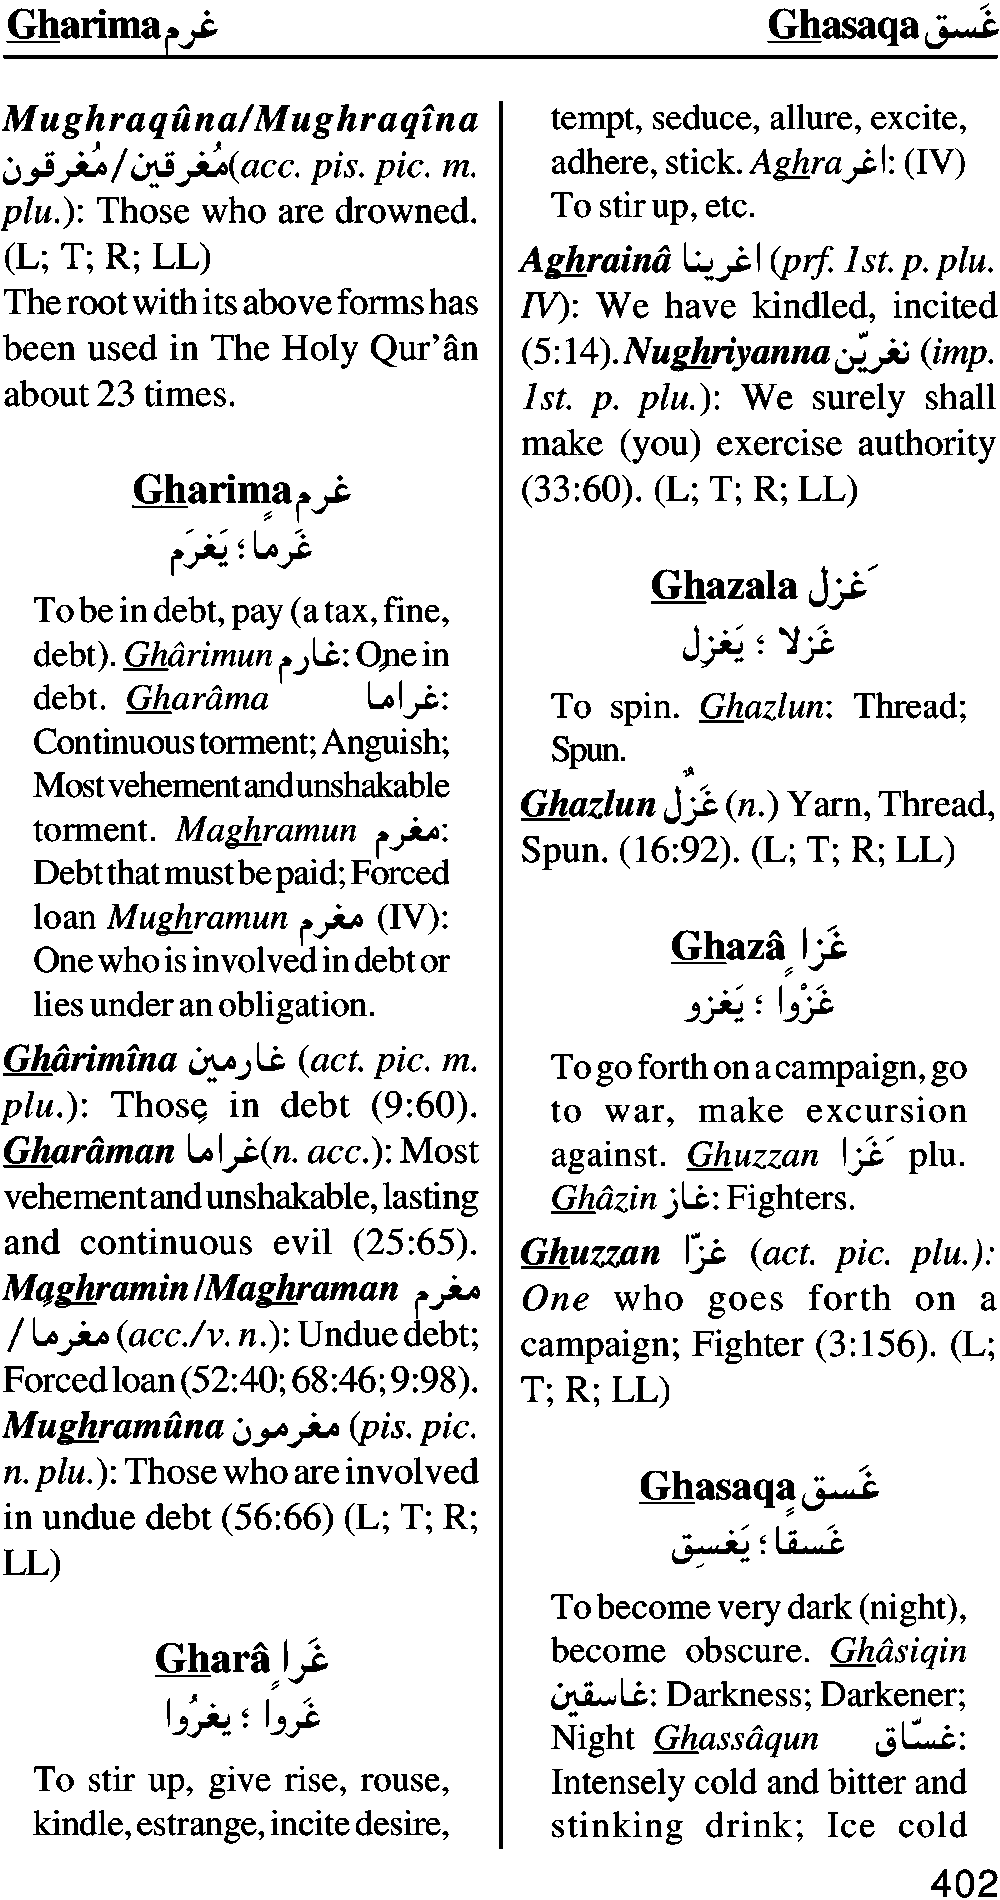 Gharima غرم
Ghasaqa غَسق
Mughraqûna/Mughraqîna
مُغرقين/مُغرقون(acc. pis. pic. m.
plu.): Those who are drowned.
(L; T; R; LL)
The root with its above forms has
been used in The Holy Qur'ân
about 23 times.
Gharima غرم
غَرماٍ ؛ يَغرَم
To be in debt, pay (a tax, fine,
debt). Ghârimun غارم: One in
debt. Gharâma غراماً:
Continuous torment; Anguish;
Most vehement and unshakable
torment. Maghramun مغرم:
Debt that must be paid; Forced
loan Mughramun مغرم (IV):
One who is involved in debt or
lies under an obligation.
Ghârimîna غارمين (act. pic. m.
plu.): Those in debt (9:60).
Gharâman غراما(n. acc.): Most
vehement and unshakable, lasting
and continuous evil (25:65).
Maghramin/Maghraman مغرم
/ مغرما (acc./v. n.): Undue debt;
Forced loan (52:40; 68:46; 9:98).
Mughramûna مغرمون (pis. pic.
n. plu.): Those who are involved
in undue debt (56:66) (L; T; R;
LL)
Gharâ غَرا
غَرواٍ ؛ يغرُوا
To stir up, give rise, rouse,
kindle, estrange, incite desire,
tempt, seduce, allure, excite,
adhere, stick. Aghra اغر: (IV)
To stir up, etc.
Aghrainâ اغرينا (prf. 1st. p. plu.
IV): We have kindled, incited
(5:14). Nughriyanna نغريّن (imp.
1st. p. plu.): We surely shall
make (you) exercise authority
(33:60). (L; T; R; LL)
Ghazala غَزل
غَزلا ؛ يَغزِل
To spin. Ghazlun: Thread;
Spun.
Ghazlun غَزلٌ (n.) Yarn, Thread,
Spun. (16:92). (L; T; R; LL)
Ghazâ غَزا
غَزْواٍ ؛ يَغزو
To go forth on a campaign, go
to war, make excursion
against. Ghuzzan غَزا plu.
Ghâzin غاز: Fighters.
Ghuzzan غزّا (act. pic. plu.):
One who goes forth on a
campaign; Fighter (3:156). (L;
T; R; LL)
Ghasaqa غَسق
غَسقاٍ ؛ يَغسِق
To become very dark (night),
become obscure. Ghâsiqin
غاسقين: Darkness; Darkener;
Night Ghassâqun غسّاق:
Intensely cold and bitter and
stinking drink; Ice cold
402